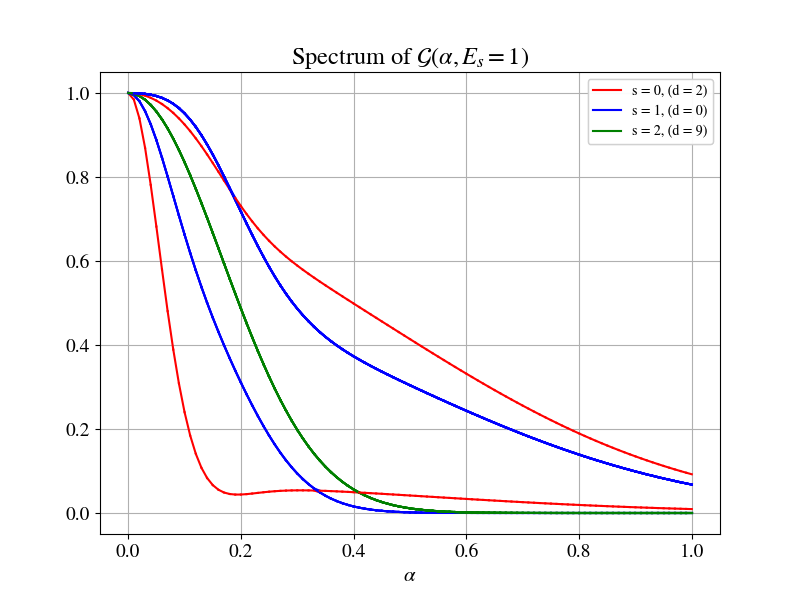 Spectrum of 𝒢(α, E_s = 1)
s = 0, (d = 2)
s = 1, (d = 0)
s = 2, (d = 9)
1.0
0.8
0.6
0.4
0.2
0.0
0.0 0.2 0.4 0.6 0.8 1.0
α